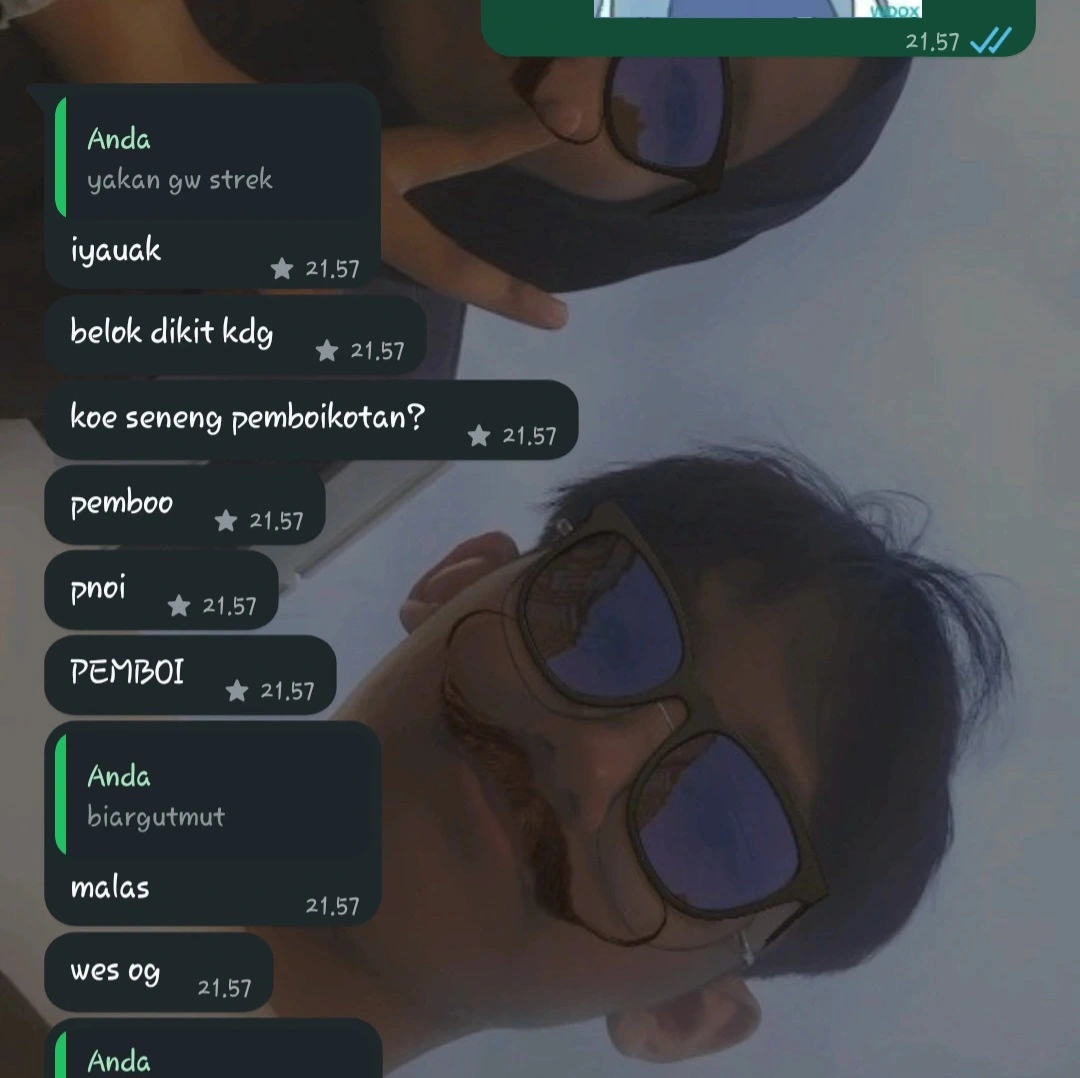 WOOX
21.57
Anda
yakan gw strek
iyauak
21.57
belok dikit kdg
21.57
koe seneng pemboikotan?
21.57
pemboo
21.57
pnoi
21.57
PEMBOI
21.57
Anda
biargutmut
malas
21.57
wes og
21.57
Anda